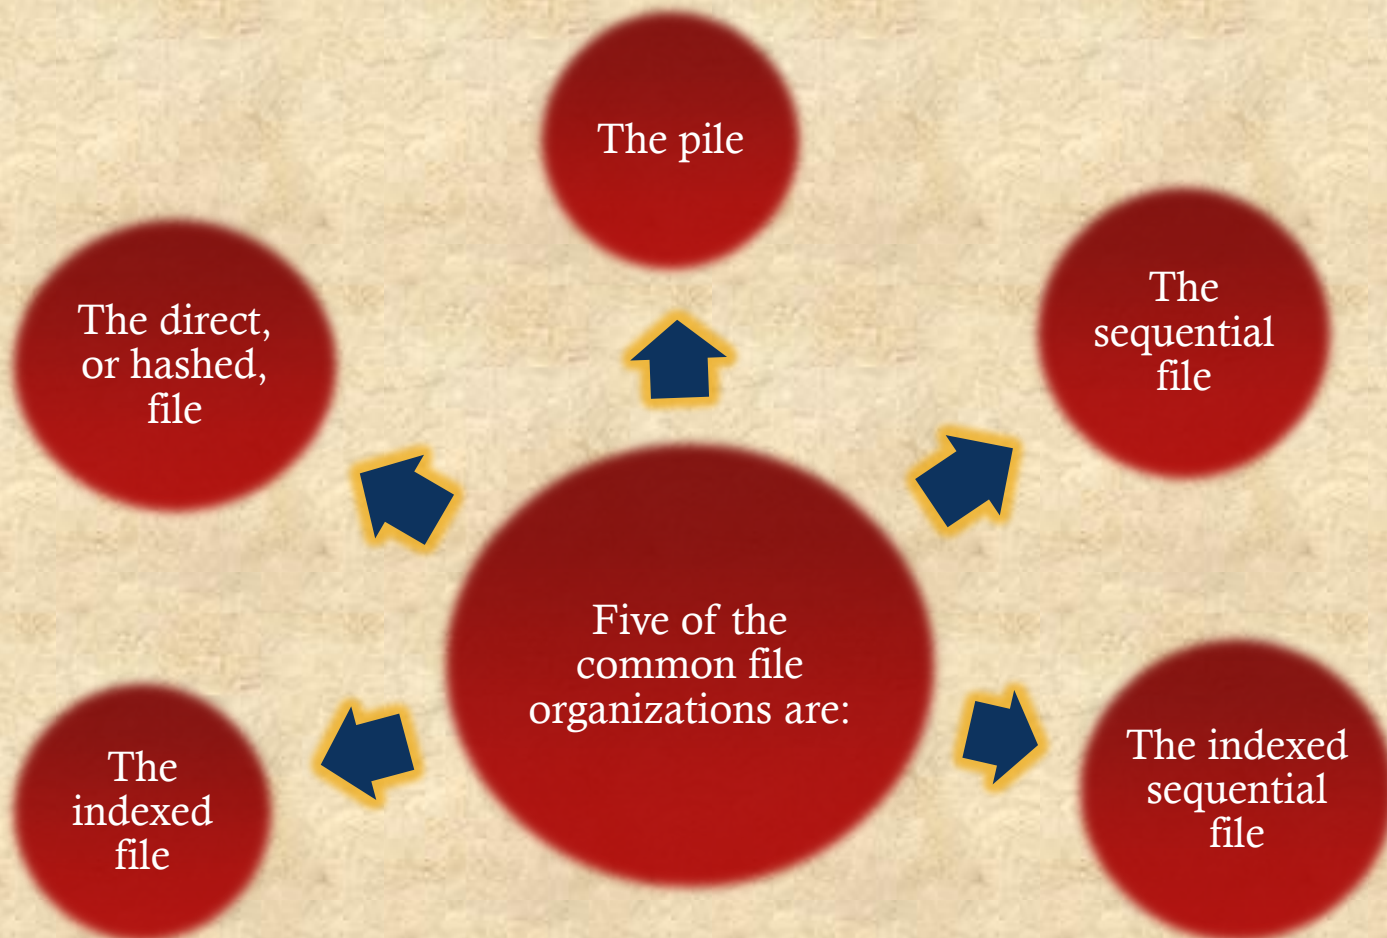 Five of the
common file
organizations are:
The pile
The
sequential
file
The indexed
sequential
file
The
indexed
file
The direct,
or hashed,
file